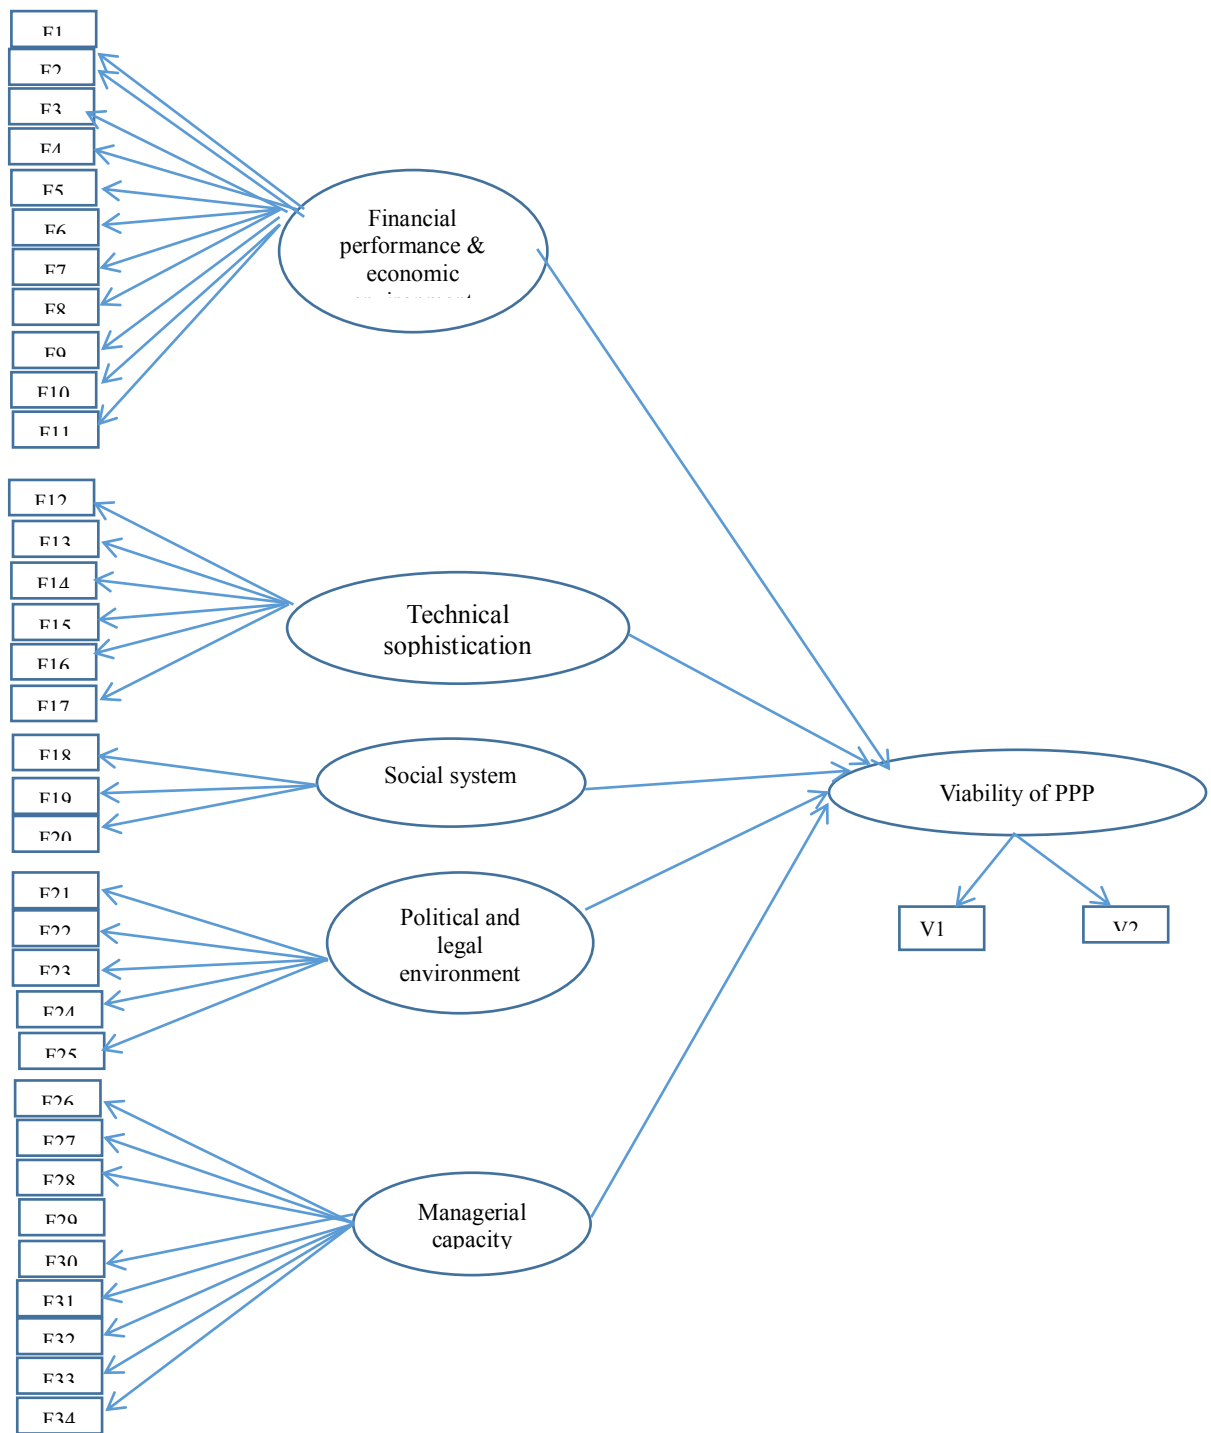 F1
F2
F3
F4
F5
F6
F7
F8
F9
F10
F11
Financial
performance &
economic
environment
F12
F13
F14
F15
F16
F17
Technical
sophistication
F18
F19
F20
Social system
Viability of PPP
V1
V2
F21
F22
F23
F24
F25
Political and
legal
environment
F26
F27
F28
F29
F30
F31
F32
F33
F34
Managerial
capacity